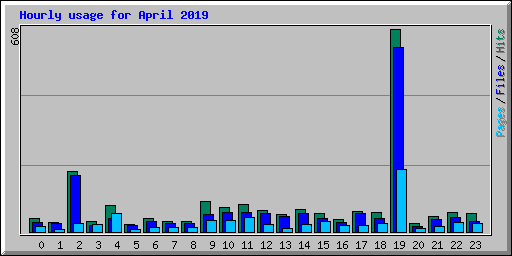 Hourly usage for April 2019
608
Pages / Files / Hits
0 1 2 3 4 5 6 7 8 9 10 11 12 13 14 15 16 17 18 19 20 21 22 23